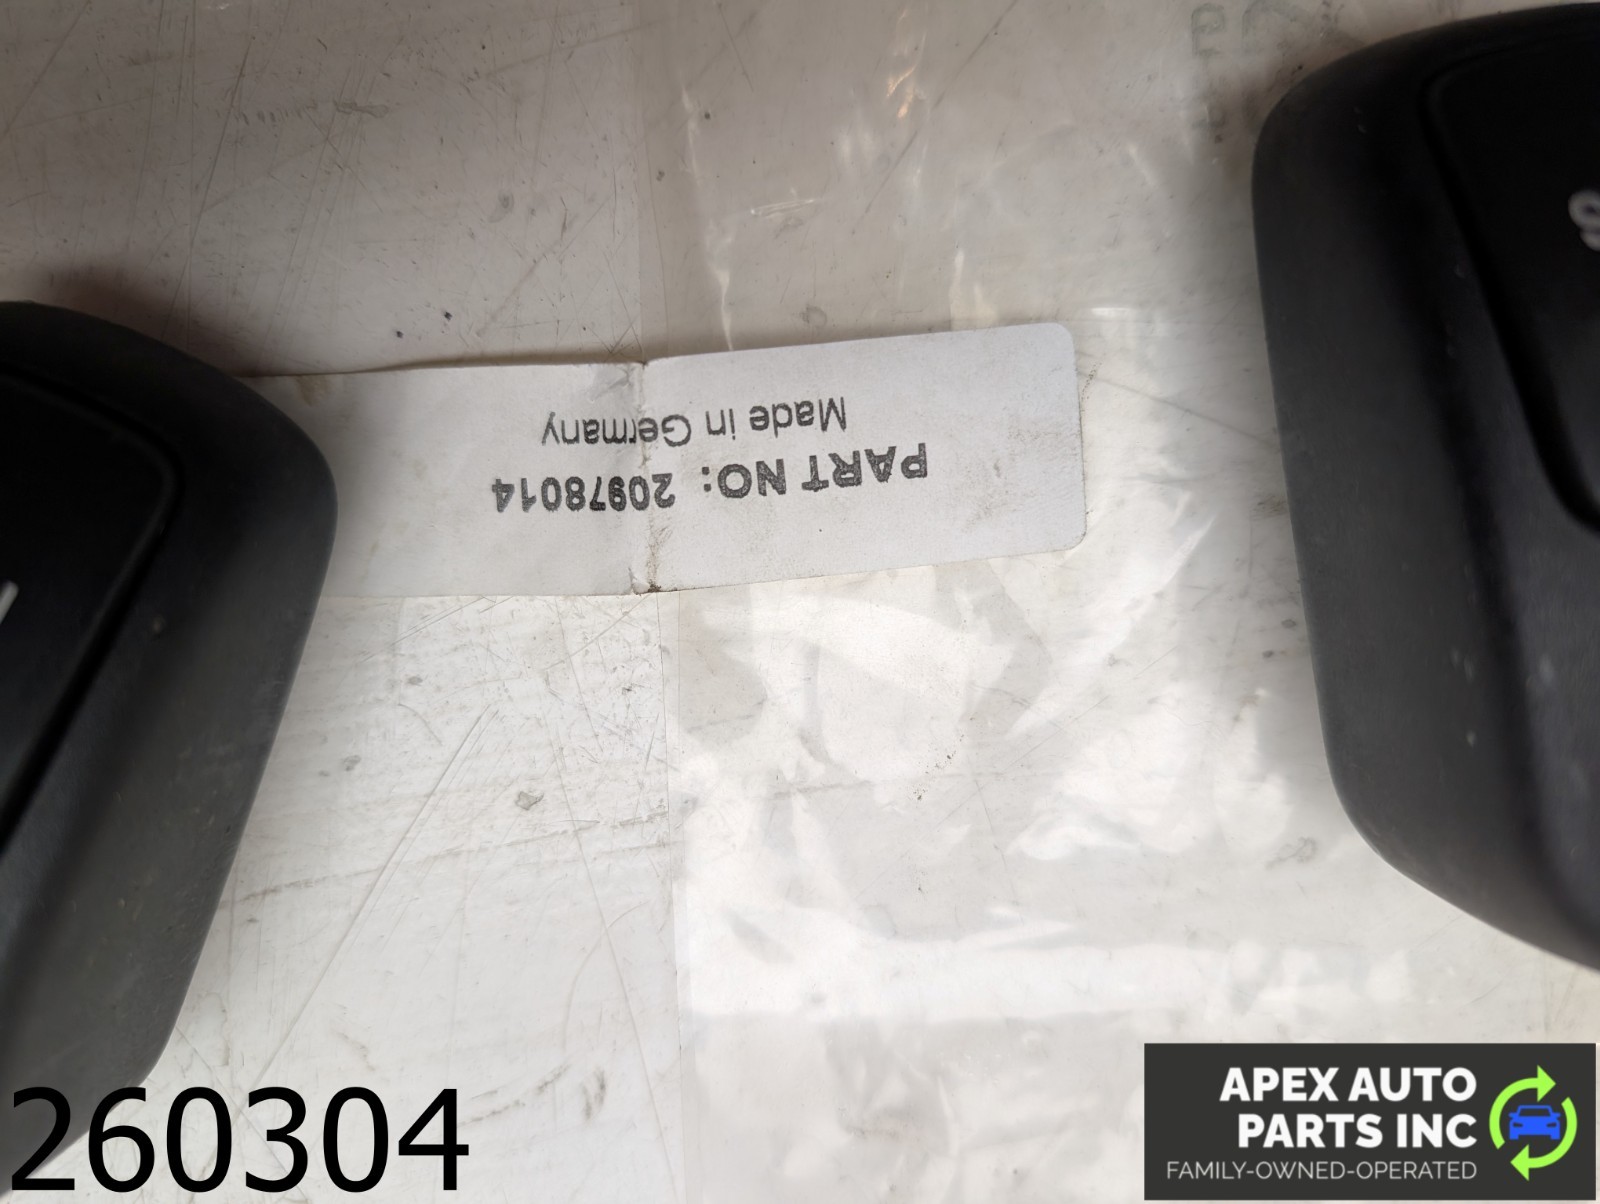 PART NO: 20978014
Made in Germany
260304
APEX AUTO
PARTS INC
FAMILY-OWNED-OPERATED